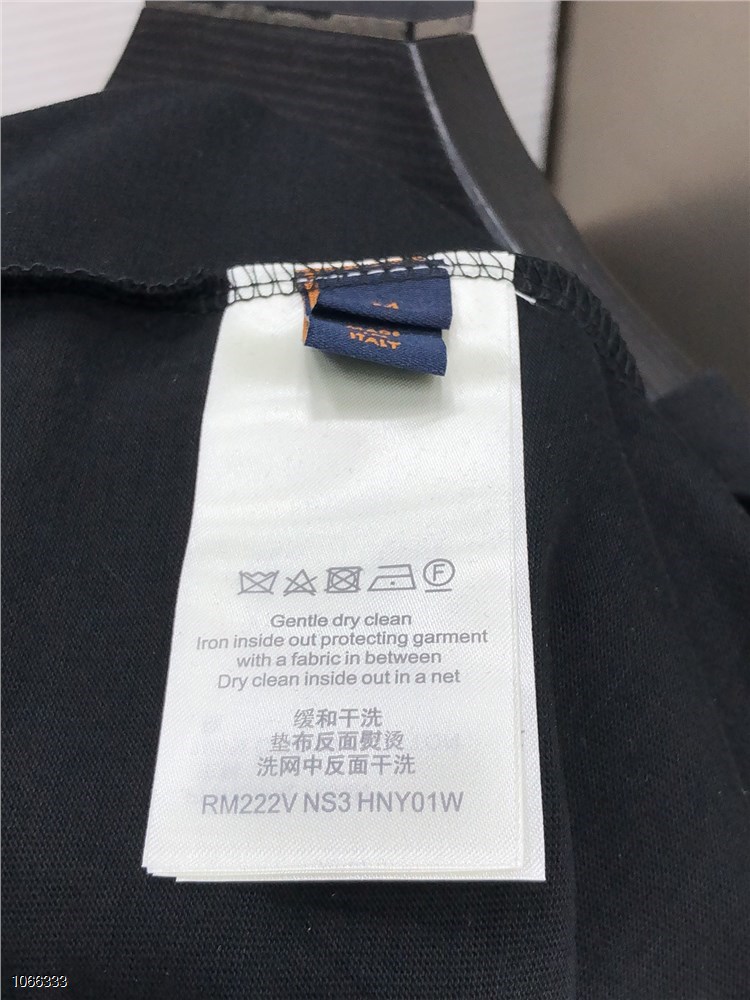 MADE IN
ITALY
F
Gentle dry clean
Iron inside out protecting garment
with a fabric in between
Dry clean inside out in a net
缓和干洗
垫布反面熨烫
洗网中反面干洗
RM222V NS3 HNY01W
1066333